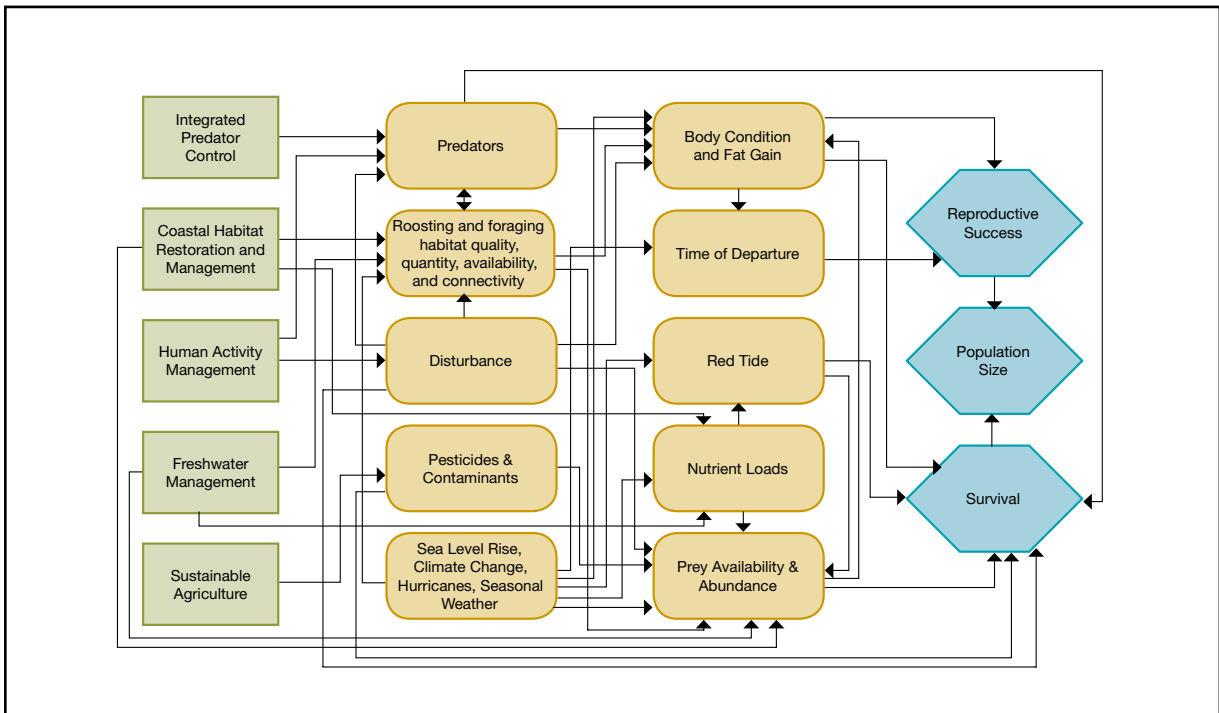 Integrated
Predator
Control
Coastal Habitat
Restoration and
Management
Human Activity
Management
Freshwater
Management
Sustainable
Agriculture
Predators
Roosting and foraging
habitat quality,
quantity, availability,
and connectivity
Disturbance
Pesticides &
Contaminants
Sea Level Rise,
Climate Change,
Hurricanes, Seasonal
Weather
Body Condition
and Fat Gain
Time of Departure
Red Tide
Nutrient Loads
Prey Availability &
Abundance
Reproductive
Success
Population
Size
Survival